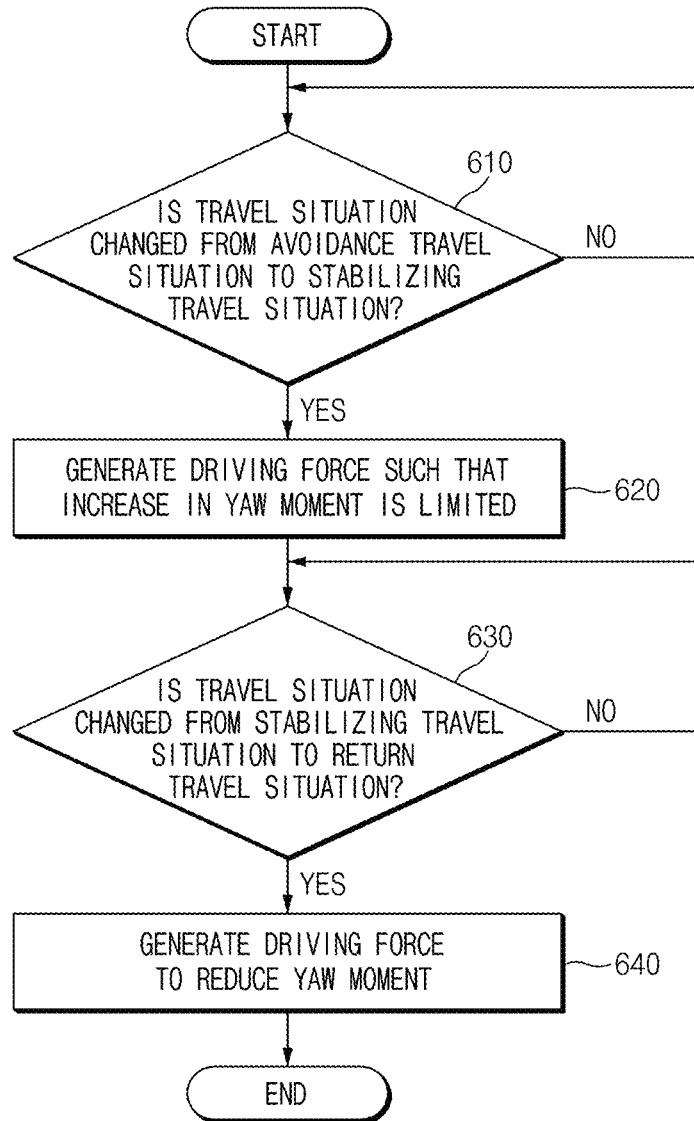 START
610
IS TRAVEL SITUATION
CHANGED FROM AVOIDANCE TRAVEL
SITUATION TO STABILIZING
TRAVEL SITUATION?
NO
YES
GENERATE DRIVING FORCE SUCH THAT
INCREASE IN YAW MOMENT IS LIMITED
620
630
IS TRAVEL SITUATION
CHANGED FROM STABILIZING TRAVEL
SITUATION TO RETURN
TRAVEL SITUATION?
NO
YES
GENERATE DRIVING FORCE
TO REDUCE YAW MOMENT
640
END